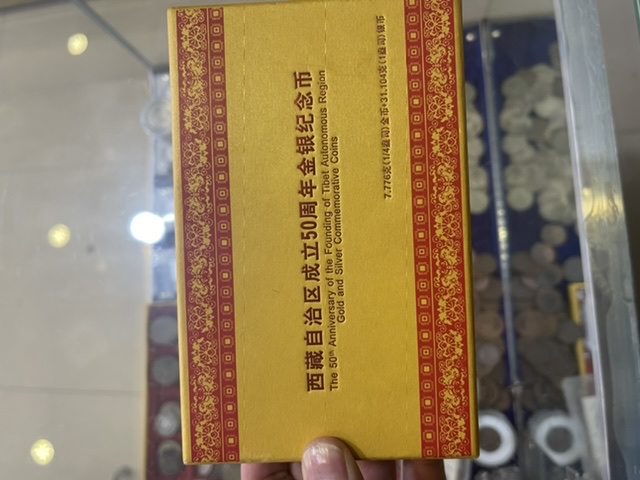 西藏自治区成立50周年金银纪念币
The 50th Anniversary of the Founding of Tibet Autonomous Region
Gold and Silver Commemorative Coins
7.776克(1/4盎司)金币+31.104克(1盎司)银币